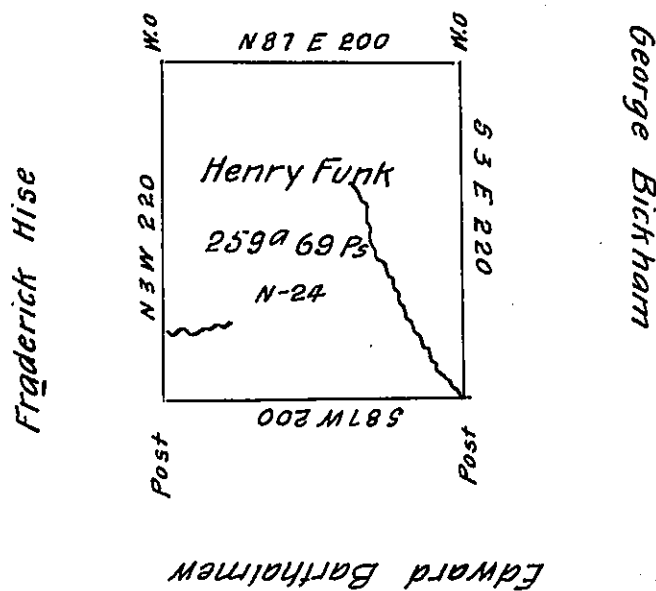 W.O
N 87 E 200
W.O
George Bickham
Fraderick Hise
N 3 W 220
Henry Funk
259a 69 Ps
N-24
S 3 E 220
S 87 W 200
Post
Post
Edward Barthalmew